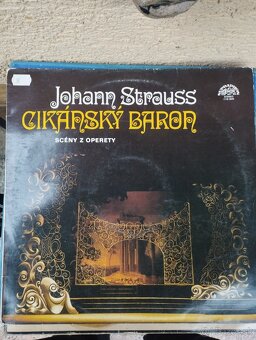 Johann Strauss
CIKÁNSKÝ BARON
SCÉNY Z OPERETY